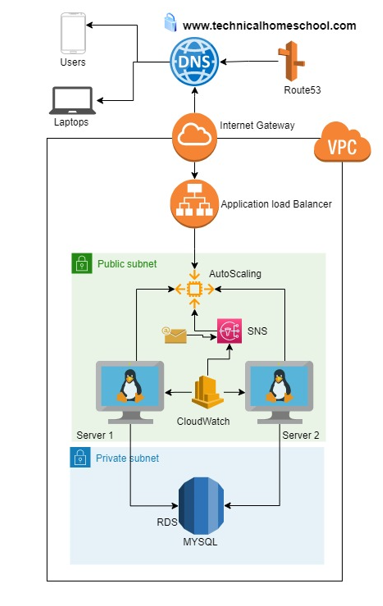 www.technicalhomeschool.com
Users
DNS
Route53
Laptops
Internet Gateway
VPC
Application load Balancer
Public subnet
AutoScaling
SNS
CloudWatch
Server 1
Server 2
Private subnet
RDS
MYSQL